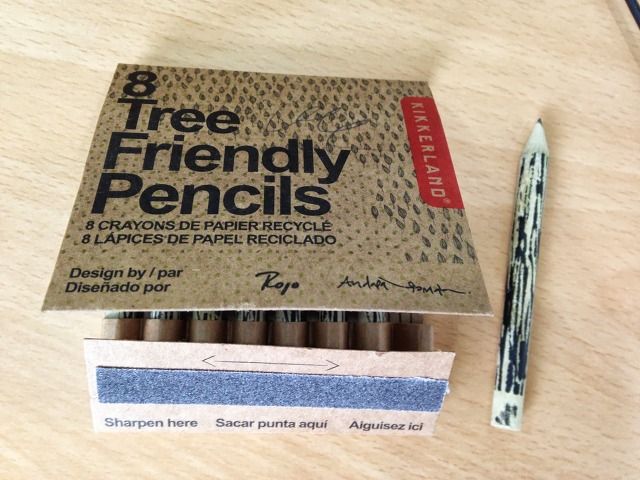 8
Tree
Friendly
Pencils
8 CRAYONS DE PAPIER RECYCLÉ
8 LÁPICES DE PAPEL RECICLADO
Design by / par
Diseñado por
Rojo
KIKKERLAND®
Sharpen here Sacar punta aquí Aiguisez ici